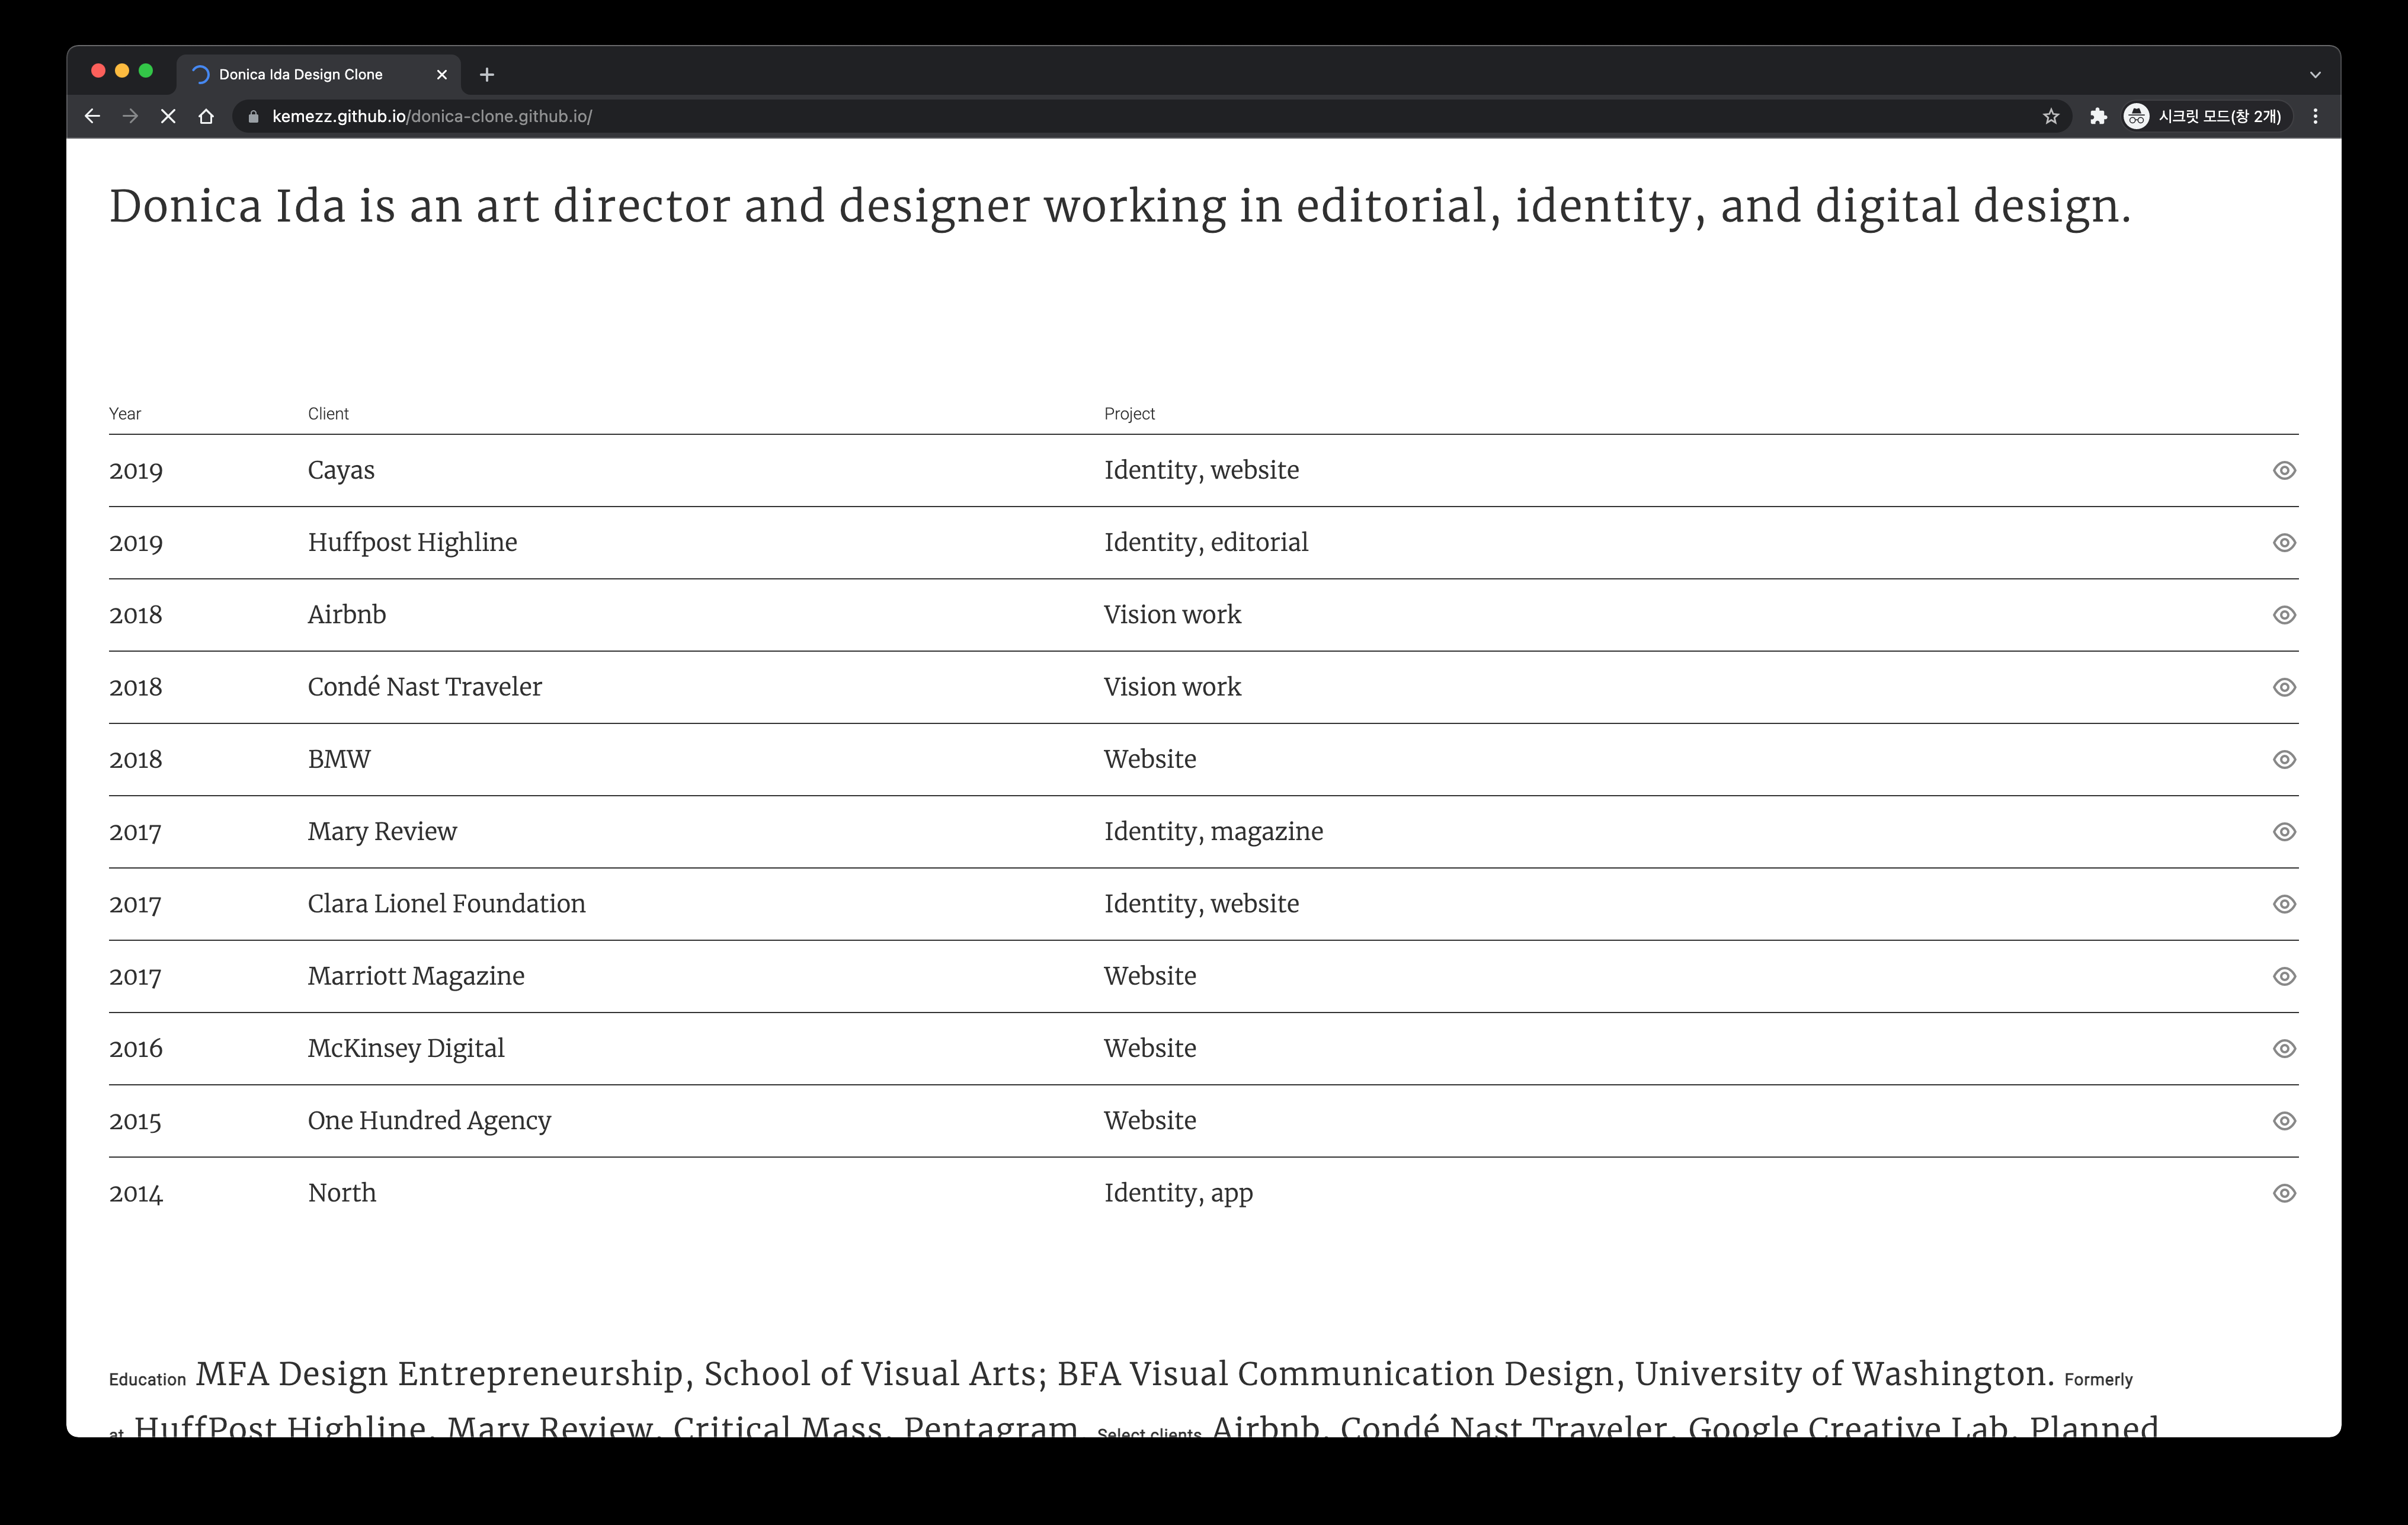 Donica Ida Design Clone
kemezz.github.io/donica-clone.github.io/
시크릿 모드(창 2개)
Donica Ida is an art director and designer working in editorial, identity, and digital design.
Year Client Project
2019 Cayas Identity, website
2019 Huffpost Highline Identity, editorial
2018 Airbnb Vision work
2018 Condé Nast Traveler Vision work
2018 BMW Website
2017 Mary Review Identity, magazine
2017 Clara Lionel Foundation Identity, website
2017 Marriott Magazine Website
2016 McKinsey Digital Website
2015 One Hundred Agency Website
2014 North Identity, app
Education MFA Design Entrepreneurship, School of Visual Arts; BFA Visual Communication Design, University of Washington. Formerly
at HuffPost Highline, Mary Review, Critical Mass, Pentagram. Select clients Airbnb, Condé Nast Traveler, Google Creative Lab, Planned